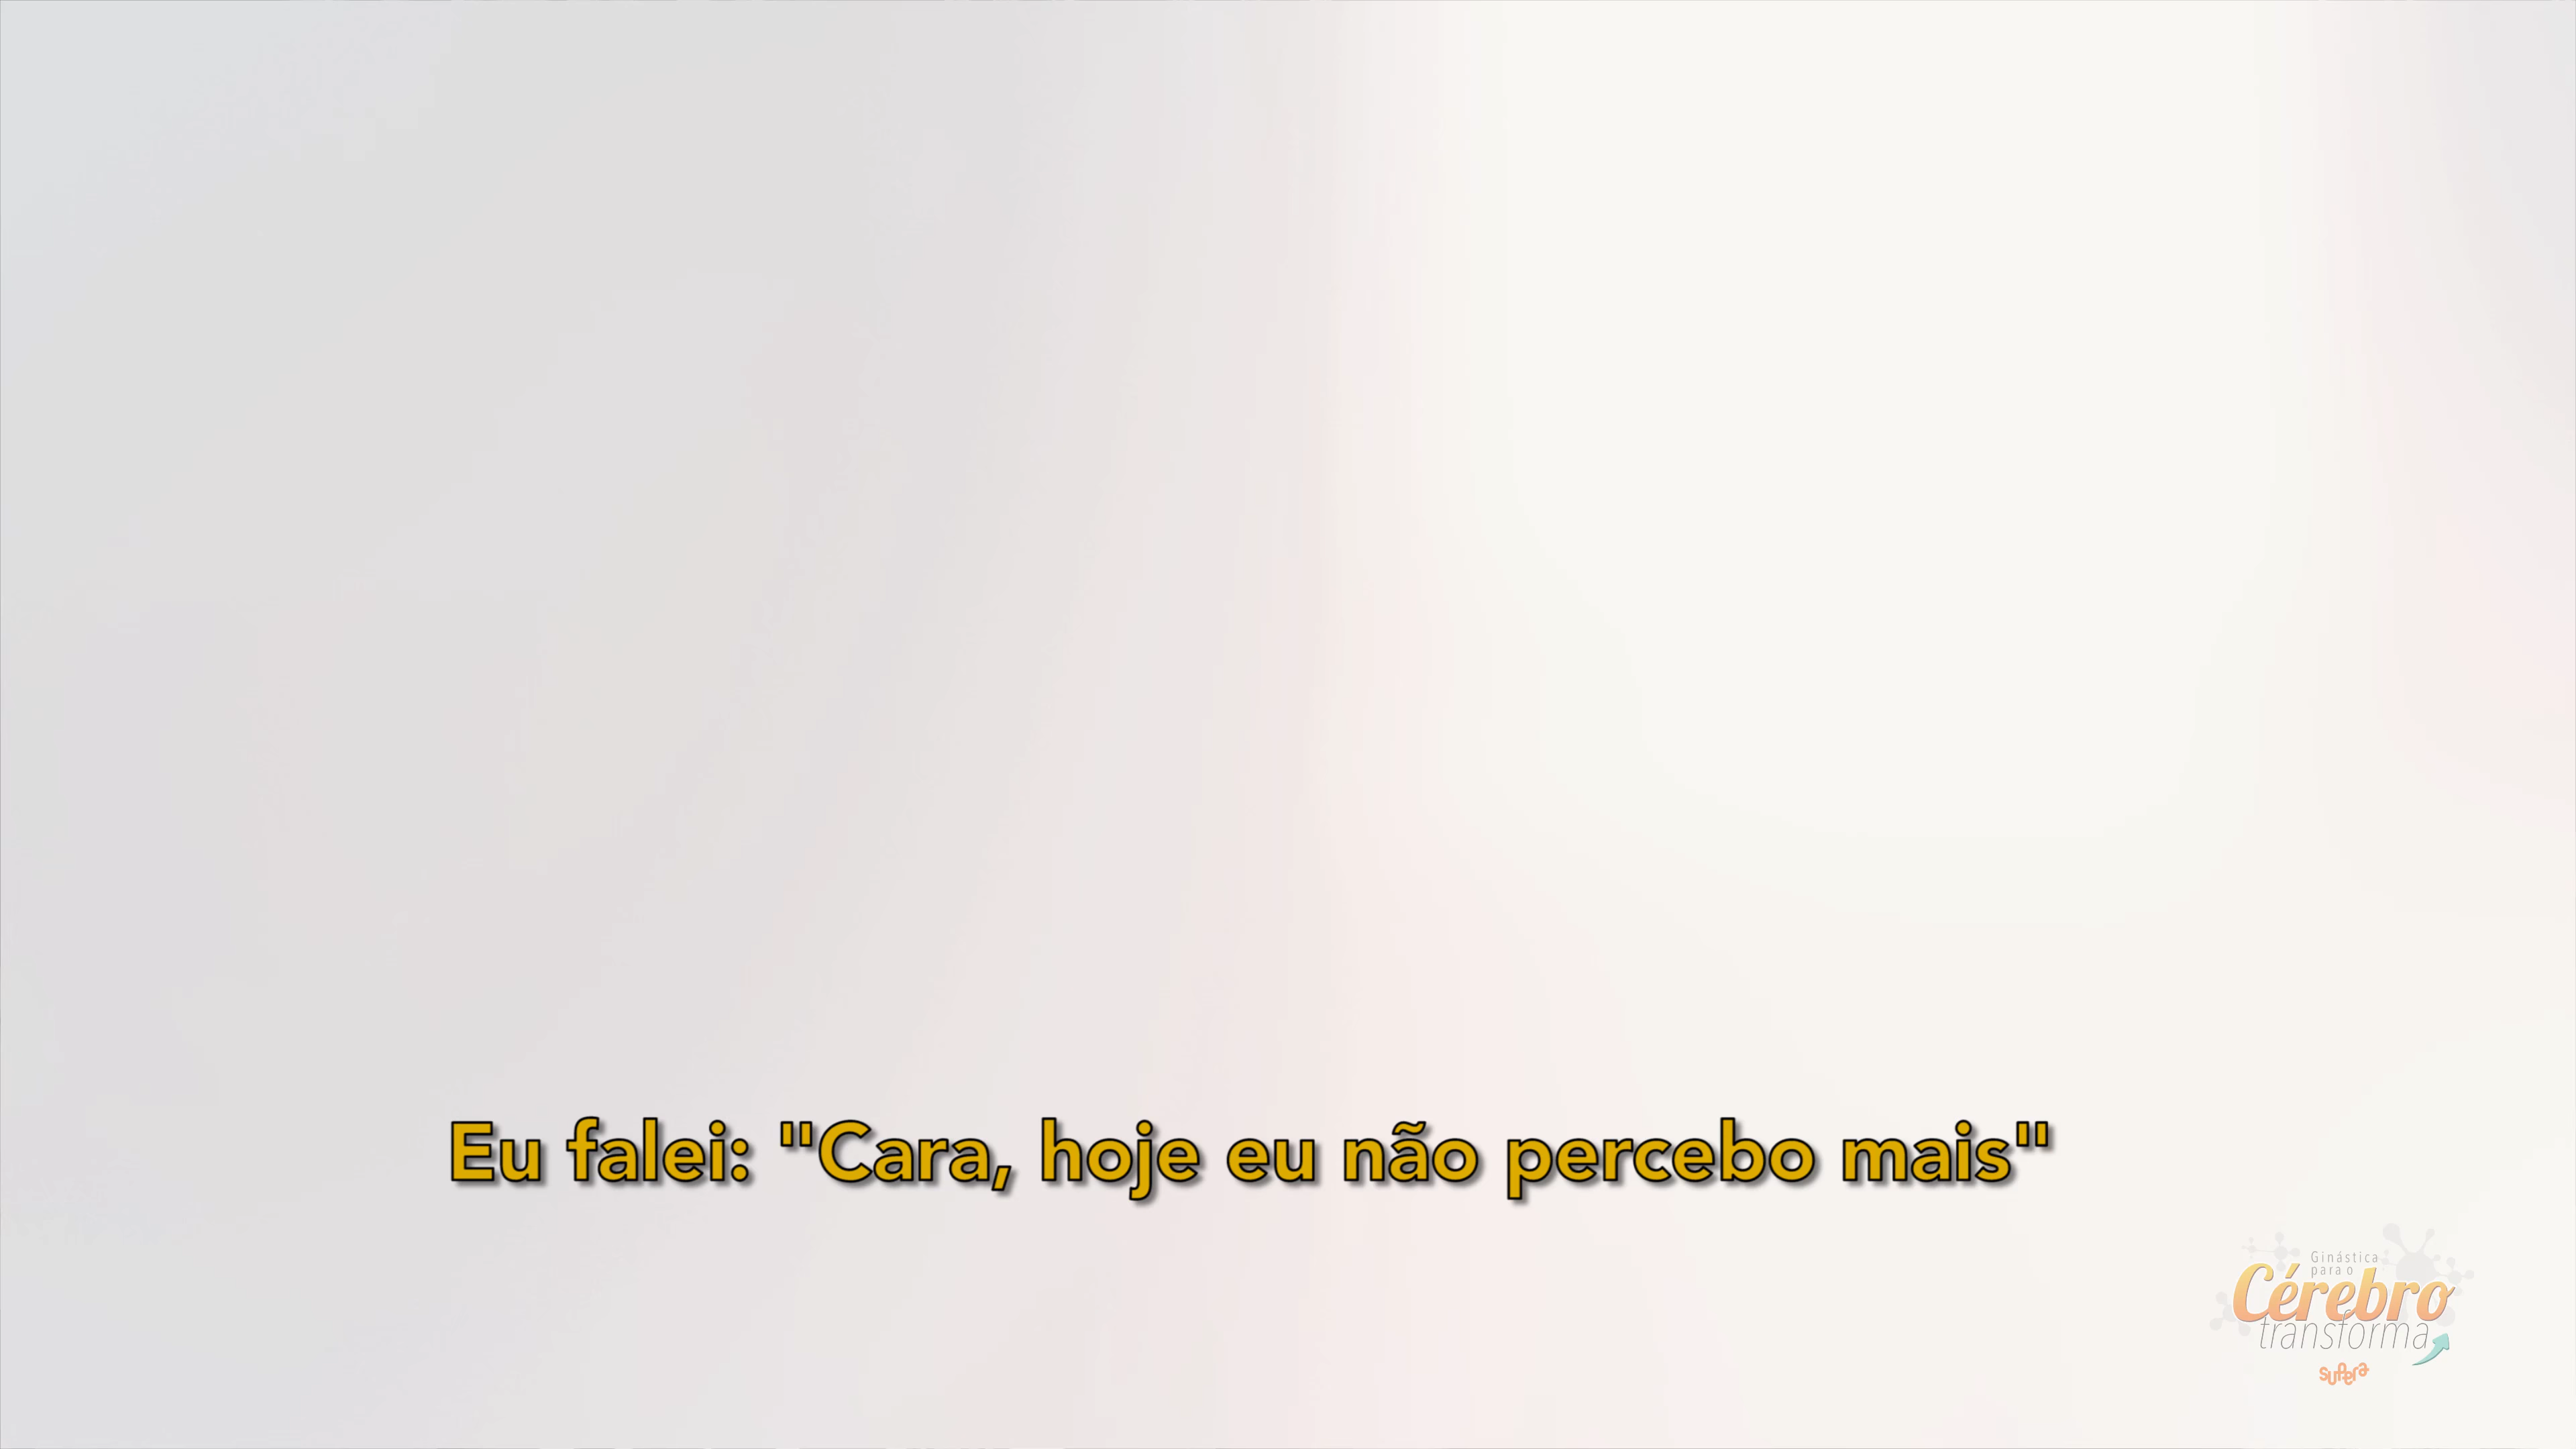 Eu falei: "Cara, hoje eu não percebo mais"
Ginástica
para o
Cérebro
transforma
supera